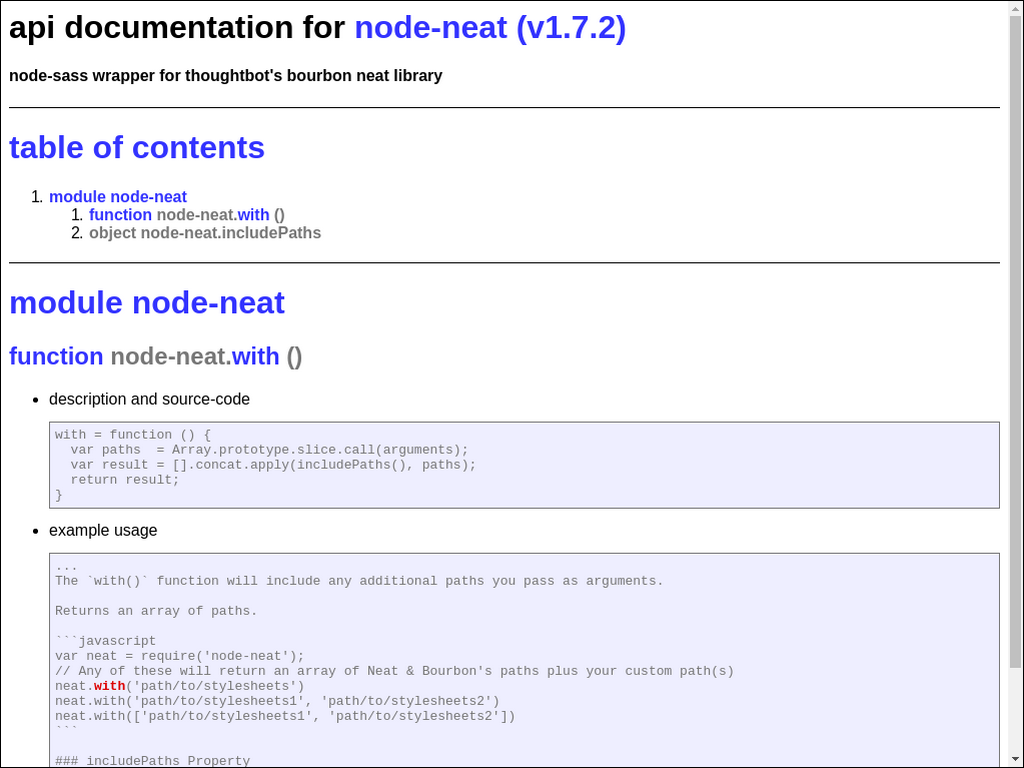 api documentation for node-neat (v1.7.2)
node-sass wrapper for thoughtbot's bourbon neat library
table of contents
1. module node-neat
1. function node-neat.with ()
2. object node-neat.includePaths
module node-neat
function node-neat.with ()
• description and source-code
with = function () {
  var paths  = Array.prototype.slice.call(arguments);
  var result = [].concat.apply(includePaths(), paths);
  return result;
}
• example usage
...
The `with()` function will include any additional paths you pass as arguments.
Returns an array of paths.
```javascript
var neat = require('node-neat');
// Any of these will return an array of Neat & Bourbon's paths plus your custom path(s)
neat.with('path/to/stylesheets')
neat.with('path/to/stylesheets1', 'path/to/stylesheets2')
neat.with(['path/to/stylesheets1', 'path/to/stylesheets2'])
```
### includePaths Property